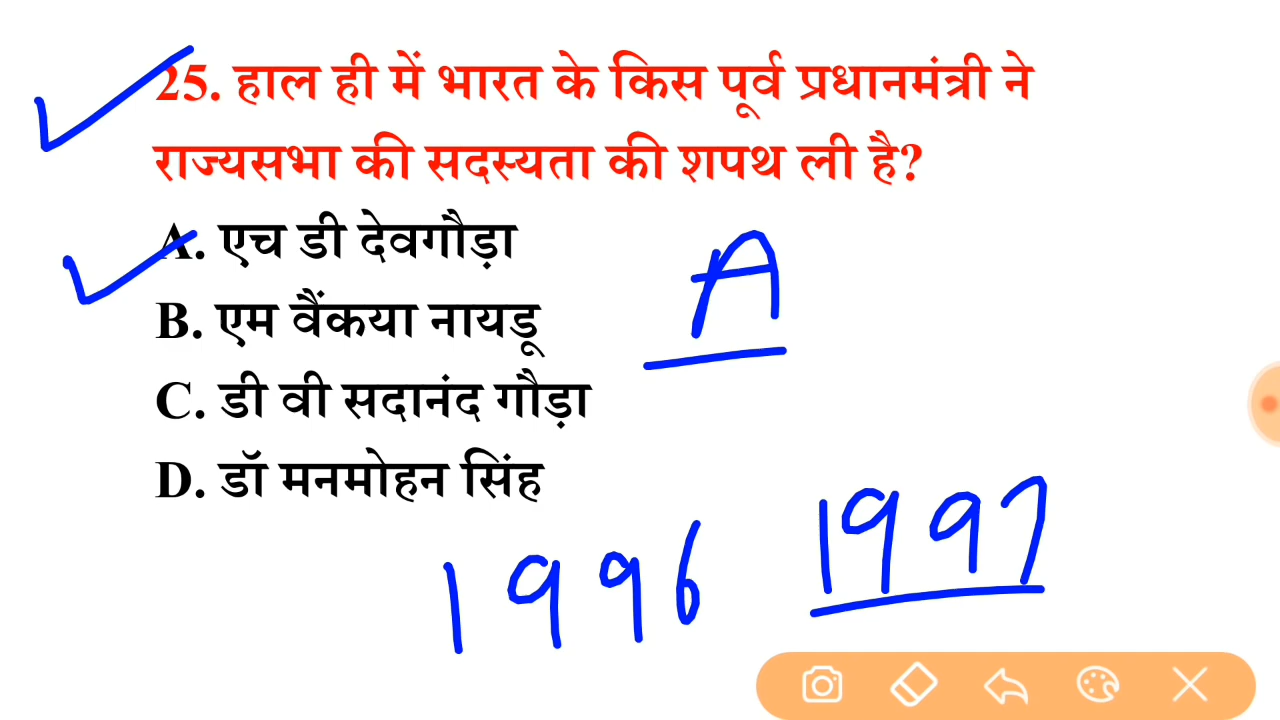 25. हाल ही में भारत के किस पूर्व प्रधानमंत्री ने
राज्यसभा की सदस्यता की शपथ ली है?
A. एच डी देवगौड़ा
A
B. एम वैंकया नायडू
C. डी वी सदानंद गौड़ा
D. डॉ मनमोहन सिंह
1996 1997